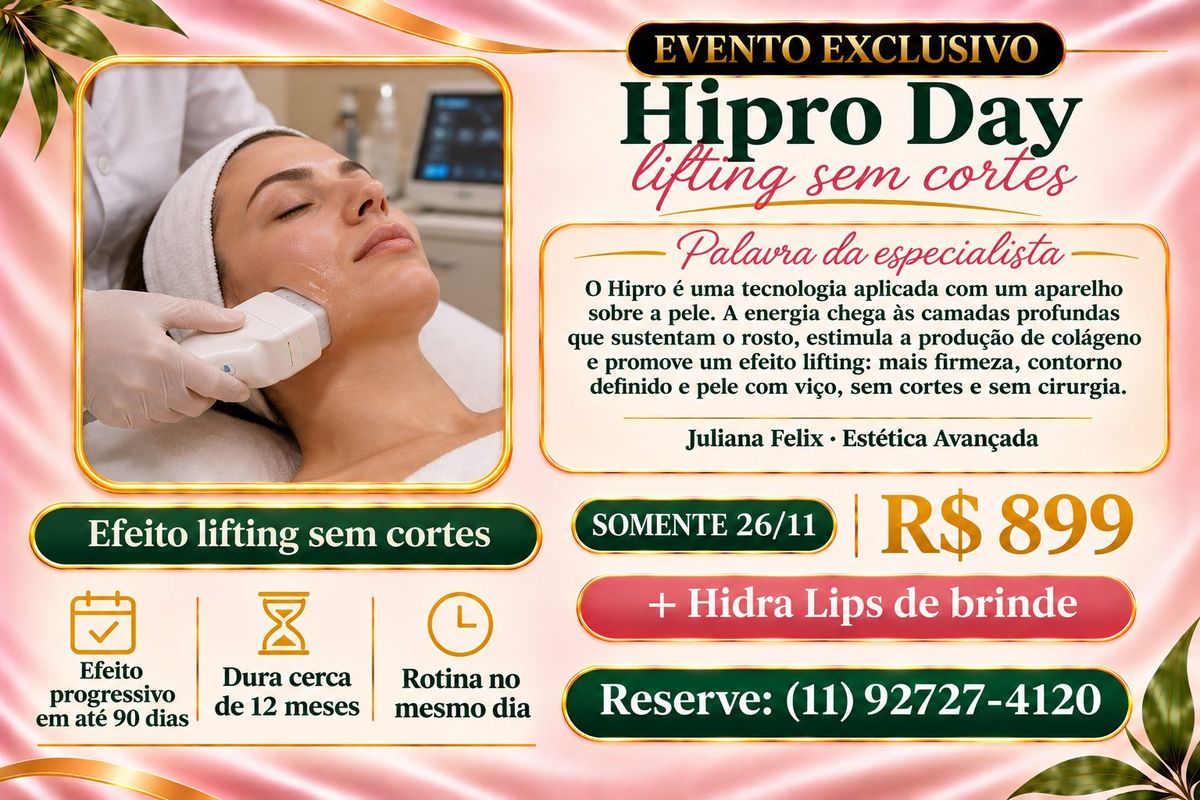 EVENTO EXCLUSIVO
Hipro Day
lifting sem cortes
Palavra da especialista
O Hipro é uma tecnologia aplicada com um aparelho
sobre a pele. A energia chega às camadas profundas
que sustentam o rosto, estimula a produção de colágeno
e promove um efeito lifting: mais firmeza, contorno
definido e pele com viço, sem cortes e sem cirurgia.
Juliana Felix · Estética Avançada
Efeito lifting sem cortes
Efeito
progressivo
em até 90 dias
Dura cerca
de 12 meses
Rotina no
mesmo dia
SOMENTE 26/11
R$ 899
+ Hidra Lips de brinde
Reserve: (11) 92727-4120